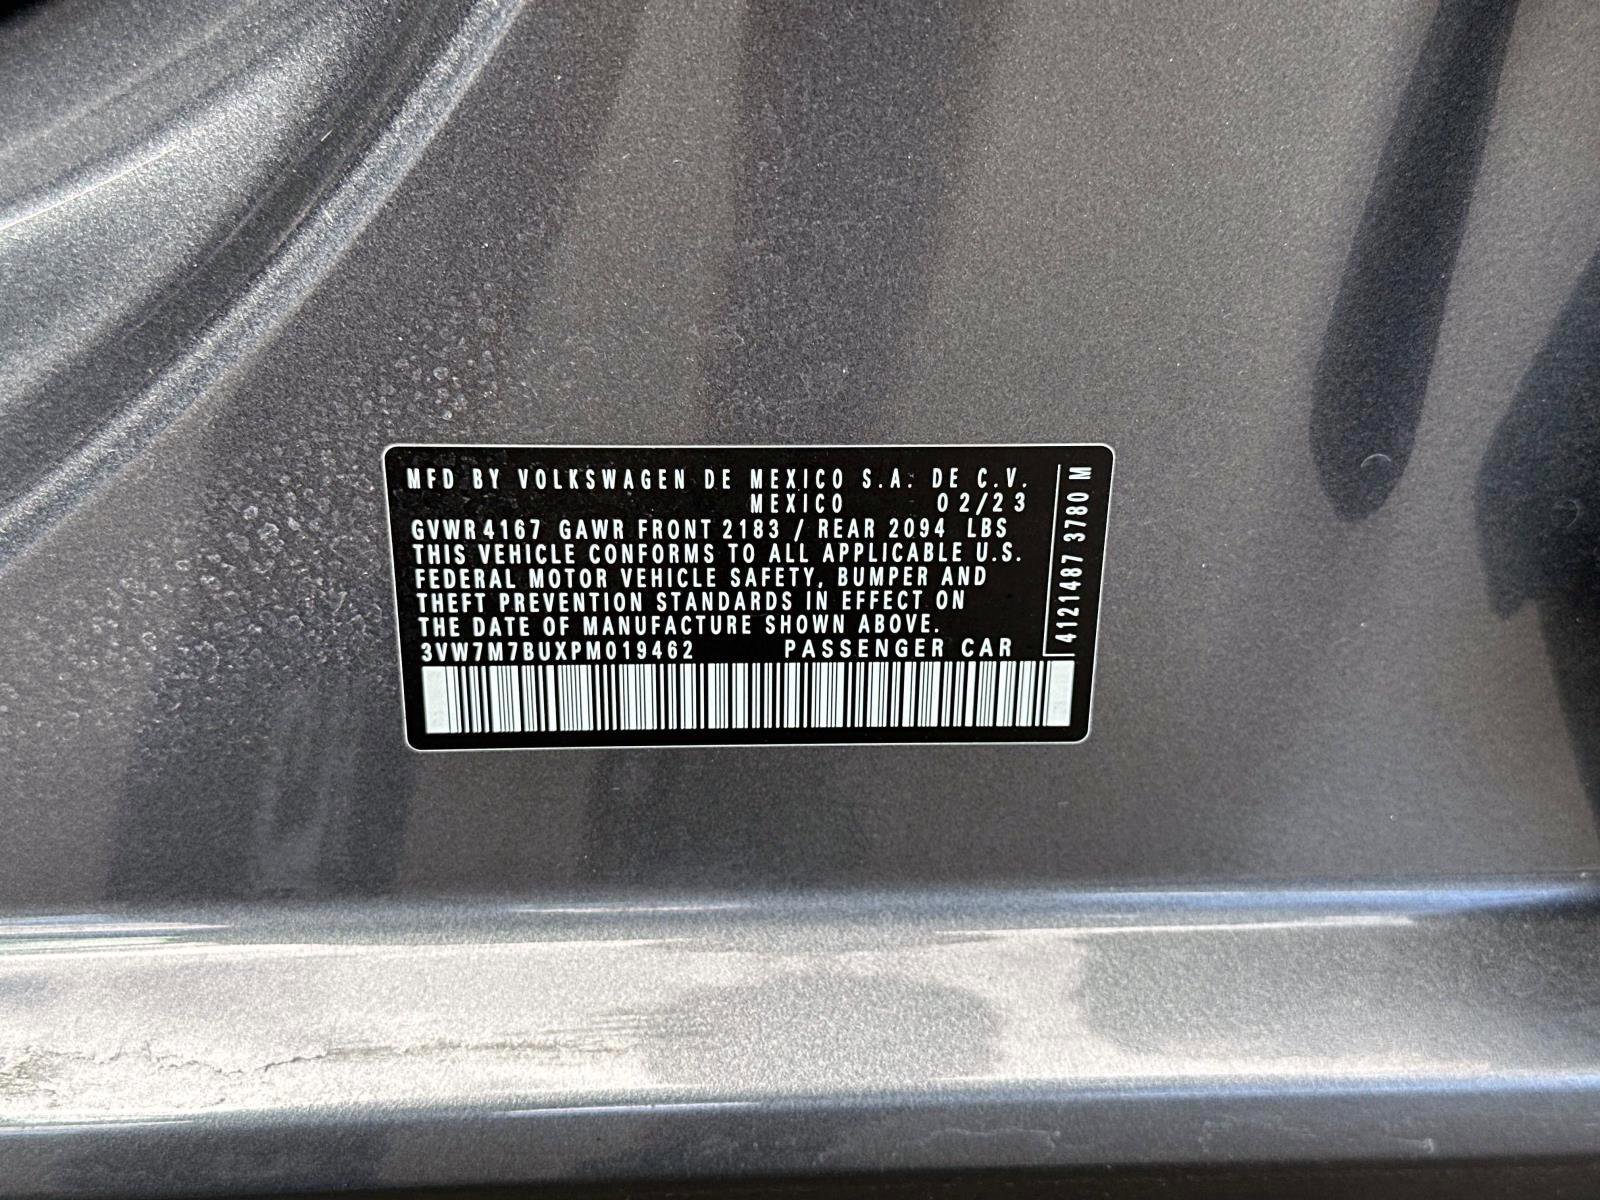 MFD BY VOLKSWAGEN DE MEXICO S.A. DE C.V.
MEXICO 02/23
GVWR 4167 GAWR FRONT 2183 / REAR 2094 LBS
THIS VEHICLE CONFORMS TO ALL APPLICABLE U.S.
FEDERAL MOTOR VEHICLE SAFETY, BUMPER AND
THEFT PREVENTION STANDARDS IN EFFECT ON
THE DATE OF MANUFACTURE SHOWN ABOVE.
3VW7M7BUXPM019462 PASSENGER CAR
4121487 3780 M